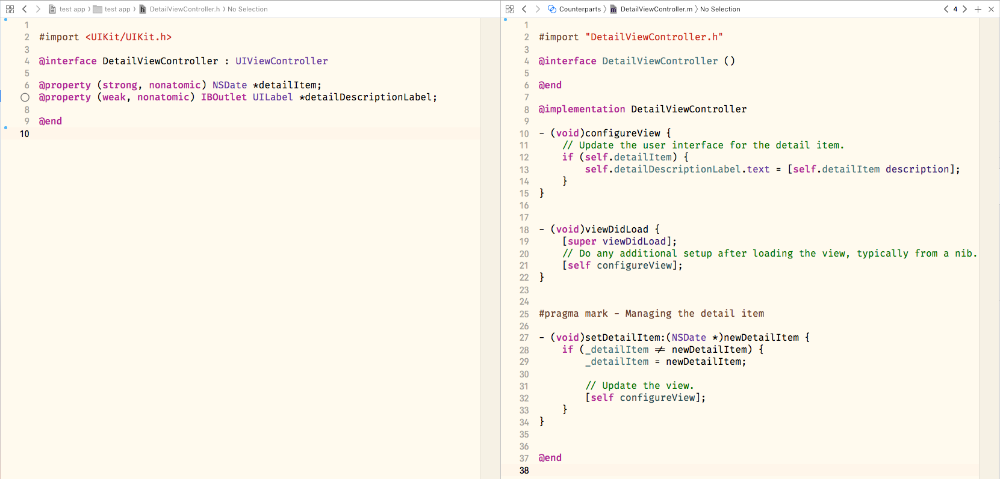 test app 〉 test app 〉 DetailViewController.h 〉 No Selection
1
2 #import <UIKit/UIKit.h>
3
4 @interface DetailViewController : UIViewController
5
6 @property (strong, nonatomic) NSDate *detailItem;
@property (weak, nonatomic) IBOutlet UILabel *detailDescriptionLabel;
8
9 @end
10
Counterparts 〉 DetailViewController.m 〉 No Selection
4
1
2 #import "DetailViewController.h"
3
4 @interface DetailViewController ()
5
6 @end
7
8 @implementation DetailViewController
9
10 - (void)configureView {
11     // Update the user interface for the detail item.
12     if (self.detailItem) {
13         self.detailDescriptionLabel.text = [self.detailItem description];
14     }
15 }
16
17
18 - (void)viewDidLoad {
19     [super viewDidLoad];
20     // Do any additional setup after loading the view, typically from a nib.
21     [self configureView];
22 }
23
24
25 #pragma mark - Managing the detail item
26
27 - (void)setDetailItem:(NSDate *)newDetailItem {
28     if (_detailItem ≠ newDetailItem) {
29         _detailItem = newDetailItem;
30
31         // Update the view.
32         [self configureView];
33     }
34 }
35
36
37 @end
38